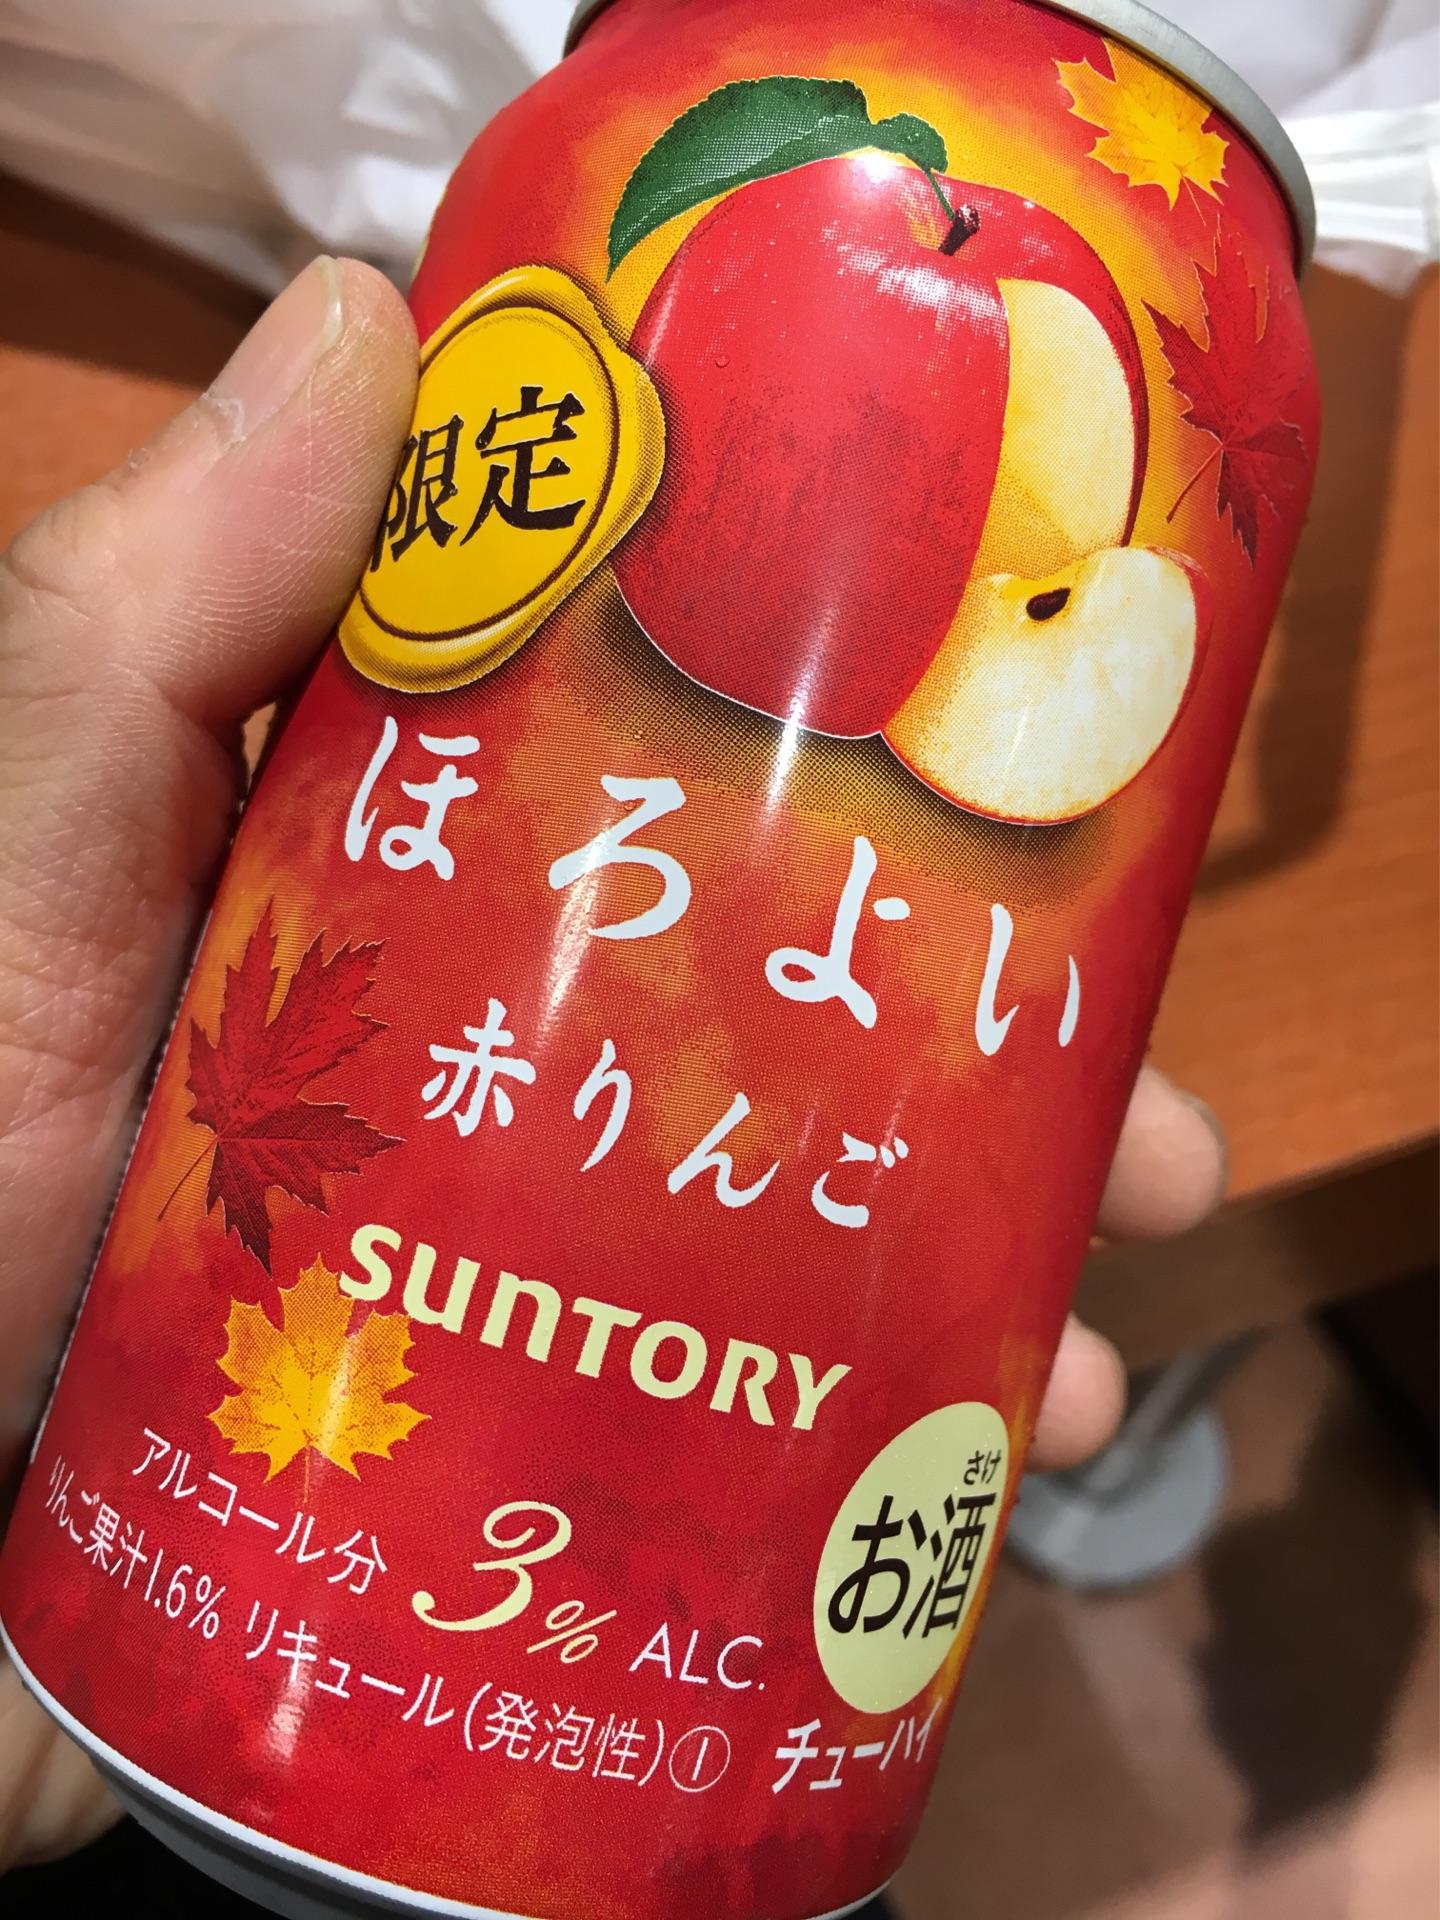 限定
ほろよい
赤りんご
SUNTORY
アルコール分 3% ALC.
りんご果汁1.6% リキュール(発泡性)① チューハイ
さけ
お酒